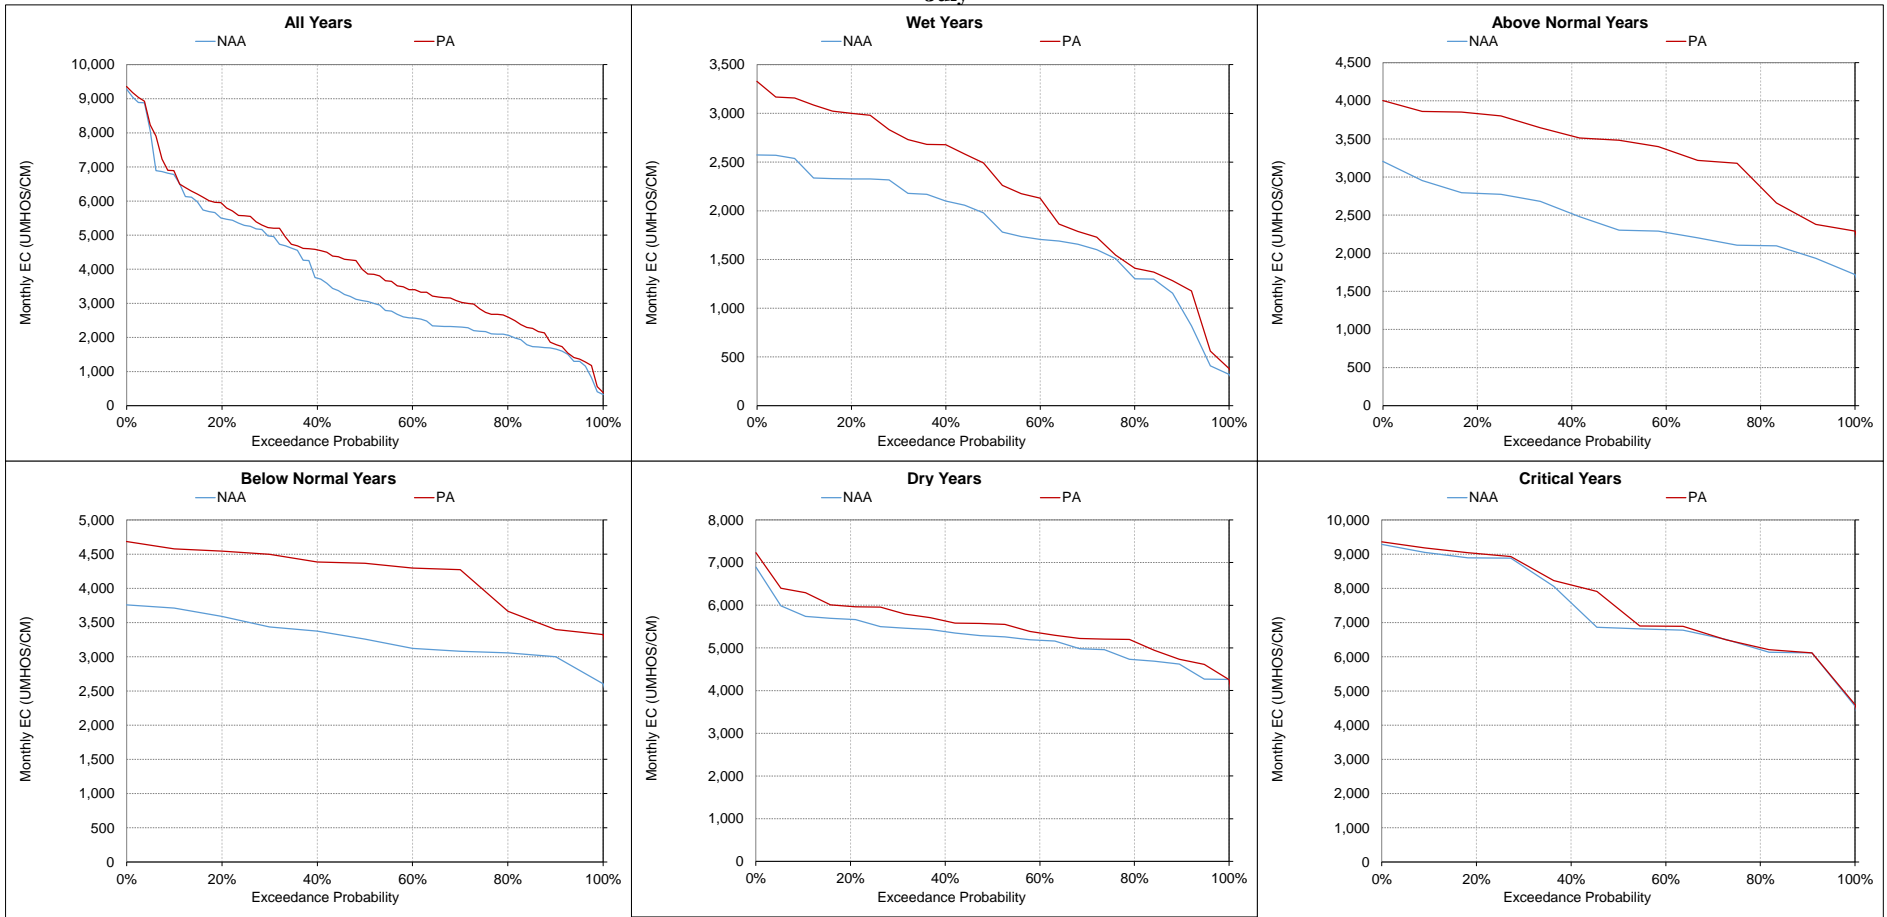 July
All Years
NAA PA
10,000
9,000
8,000
7,000
6,000
5,000
4,000
3,000
2,000
1,000
0
0% 20% 40% 60% 80% 100%
Monthly EC (UMHOS/CM)
Exceedance Probability
Wet Years
NAA PA
3,500
3,000
2,500
2,000
1,500
1,000
500
0
0% 20% 40% 60% 80% 100%
Monthly EC (UMHOS/CM)
Exceedance Probability
Above Normal Years
NAA PA
4,500
4,000
3,500
3,000
2,500
2,000
1,500
1,000
500
0
0% 20% 40% 60% 80% 100%
Monthly EC (UMHOS/CM)
Exceedance Probability
Below Normal Years
NAA PA
5,000
4,500
4,000
3,500
3,000
2,500
2,000
1,500
1,000
500
0
0% 20% 40% 60% 80% 100%
Monthly EC (UMHOS/CM)
Exceedance Probability
Dry Years
NAA PA
8,000
7,000
6,000
5,000
4,000
3,000
2,000
1,000
0
0% 20% 40% 60% 80% 100%
Monthly EC (UMHOS/CM)
Exceedance Probability
Critical Years
NAA PA
10,000
9,000
8,000
7,000
6,000
5,000
4,000
3,000
2,000
1,000
0
0% 20% 40% 60% 80% 100%
Monthly EC (UMHOS/CM)
Exceedance Probability